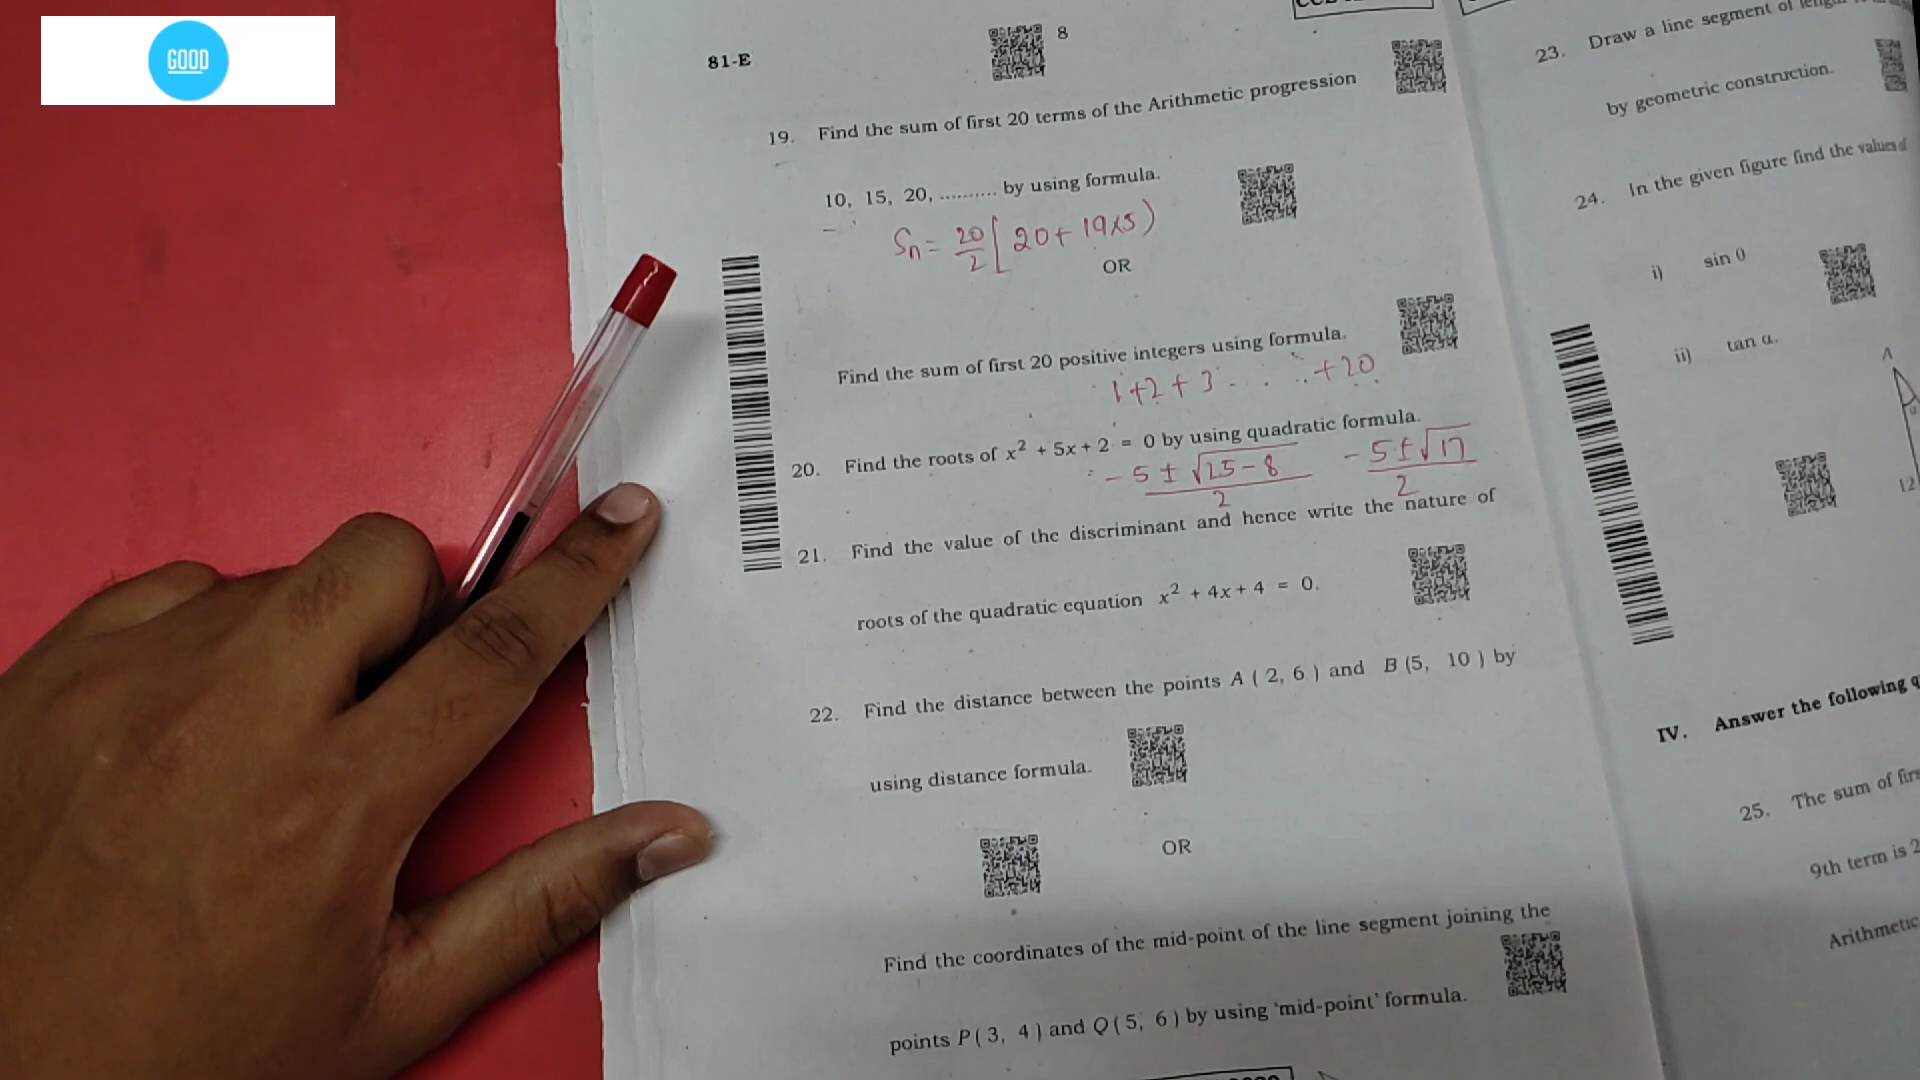 GOOD
81-E
8
19. Find the sum of first 20 terms of the Arithmetic progression
10, 15, 20, .......... by using formula.
Sn = 20/2 [ 20 + 19x5 )
OR
Find the sum of first 20 positive integers using formula.
1+2+3 . . . . +20
20. Find the roots of x² + 5x + 2 = 0 by using quadratic formula.
= -5 ± √25-8 / 2   -5±√17 / 2
21. Find the value of the discriminant and hence write the nature of
roots of the quadratic equation x² + 4x + 4 = 0.
22. Find the distance between the points A ( 2, 6 ) and B (5, 10 ) by
using distance formula.
OR
Find the coordinates of the mid-point of the line segment joining the
points P ( 3, 4 ) and Q ( 5, 6 ) by using 'mid-point' formula.
23. Draw a line segment of
by geometric construction.
24. In the given figure find the values of
i) sin θ
ii) tan α.
A
α
12
IV. Answer the following
25. The sum of
9th term is
Arithmetic